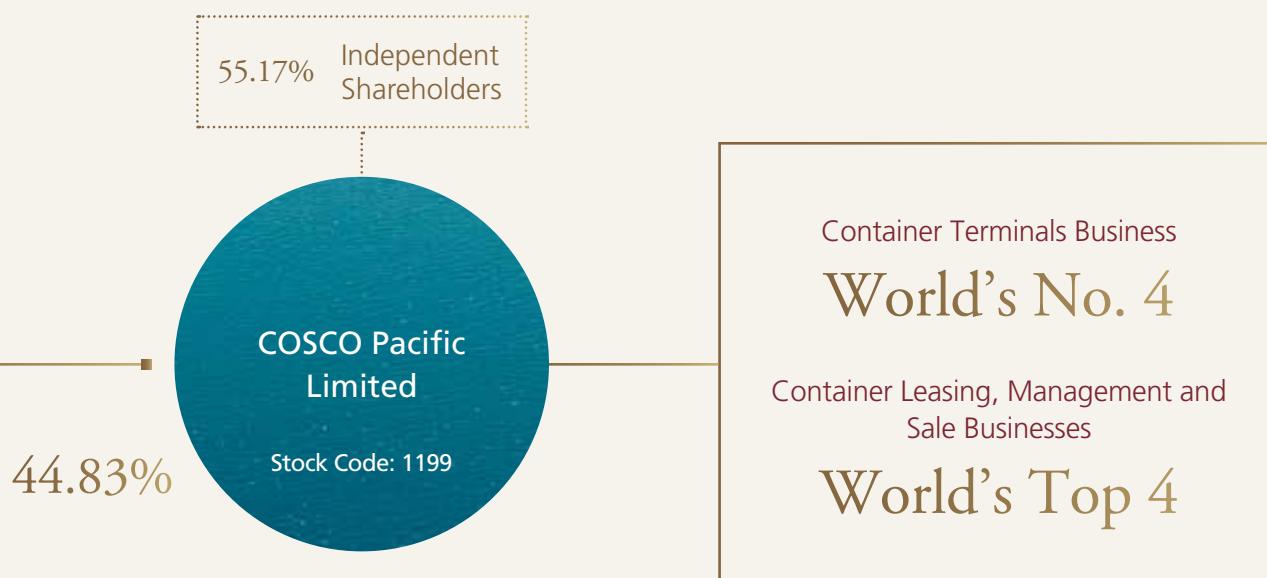 55.17%
Independent
Shareholders
COSCO Pacific
Limited
Stock Code: 1199
44.83%
Container Terminals Business
World’s No. 4
Container Leasing, Management and
Sale Businesses
World’s Top 4